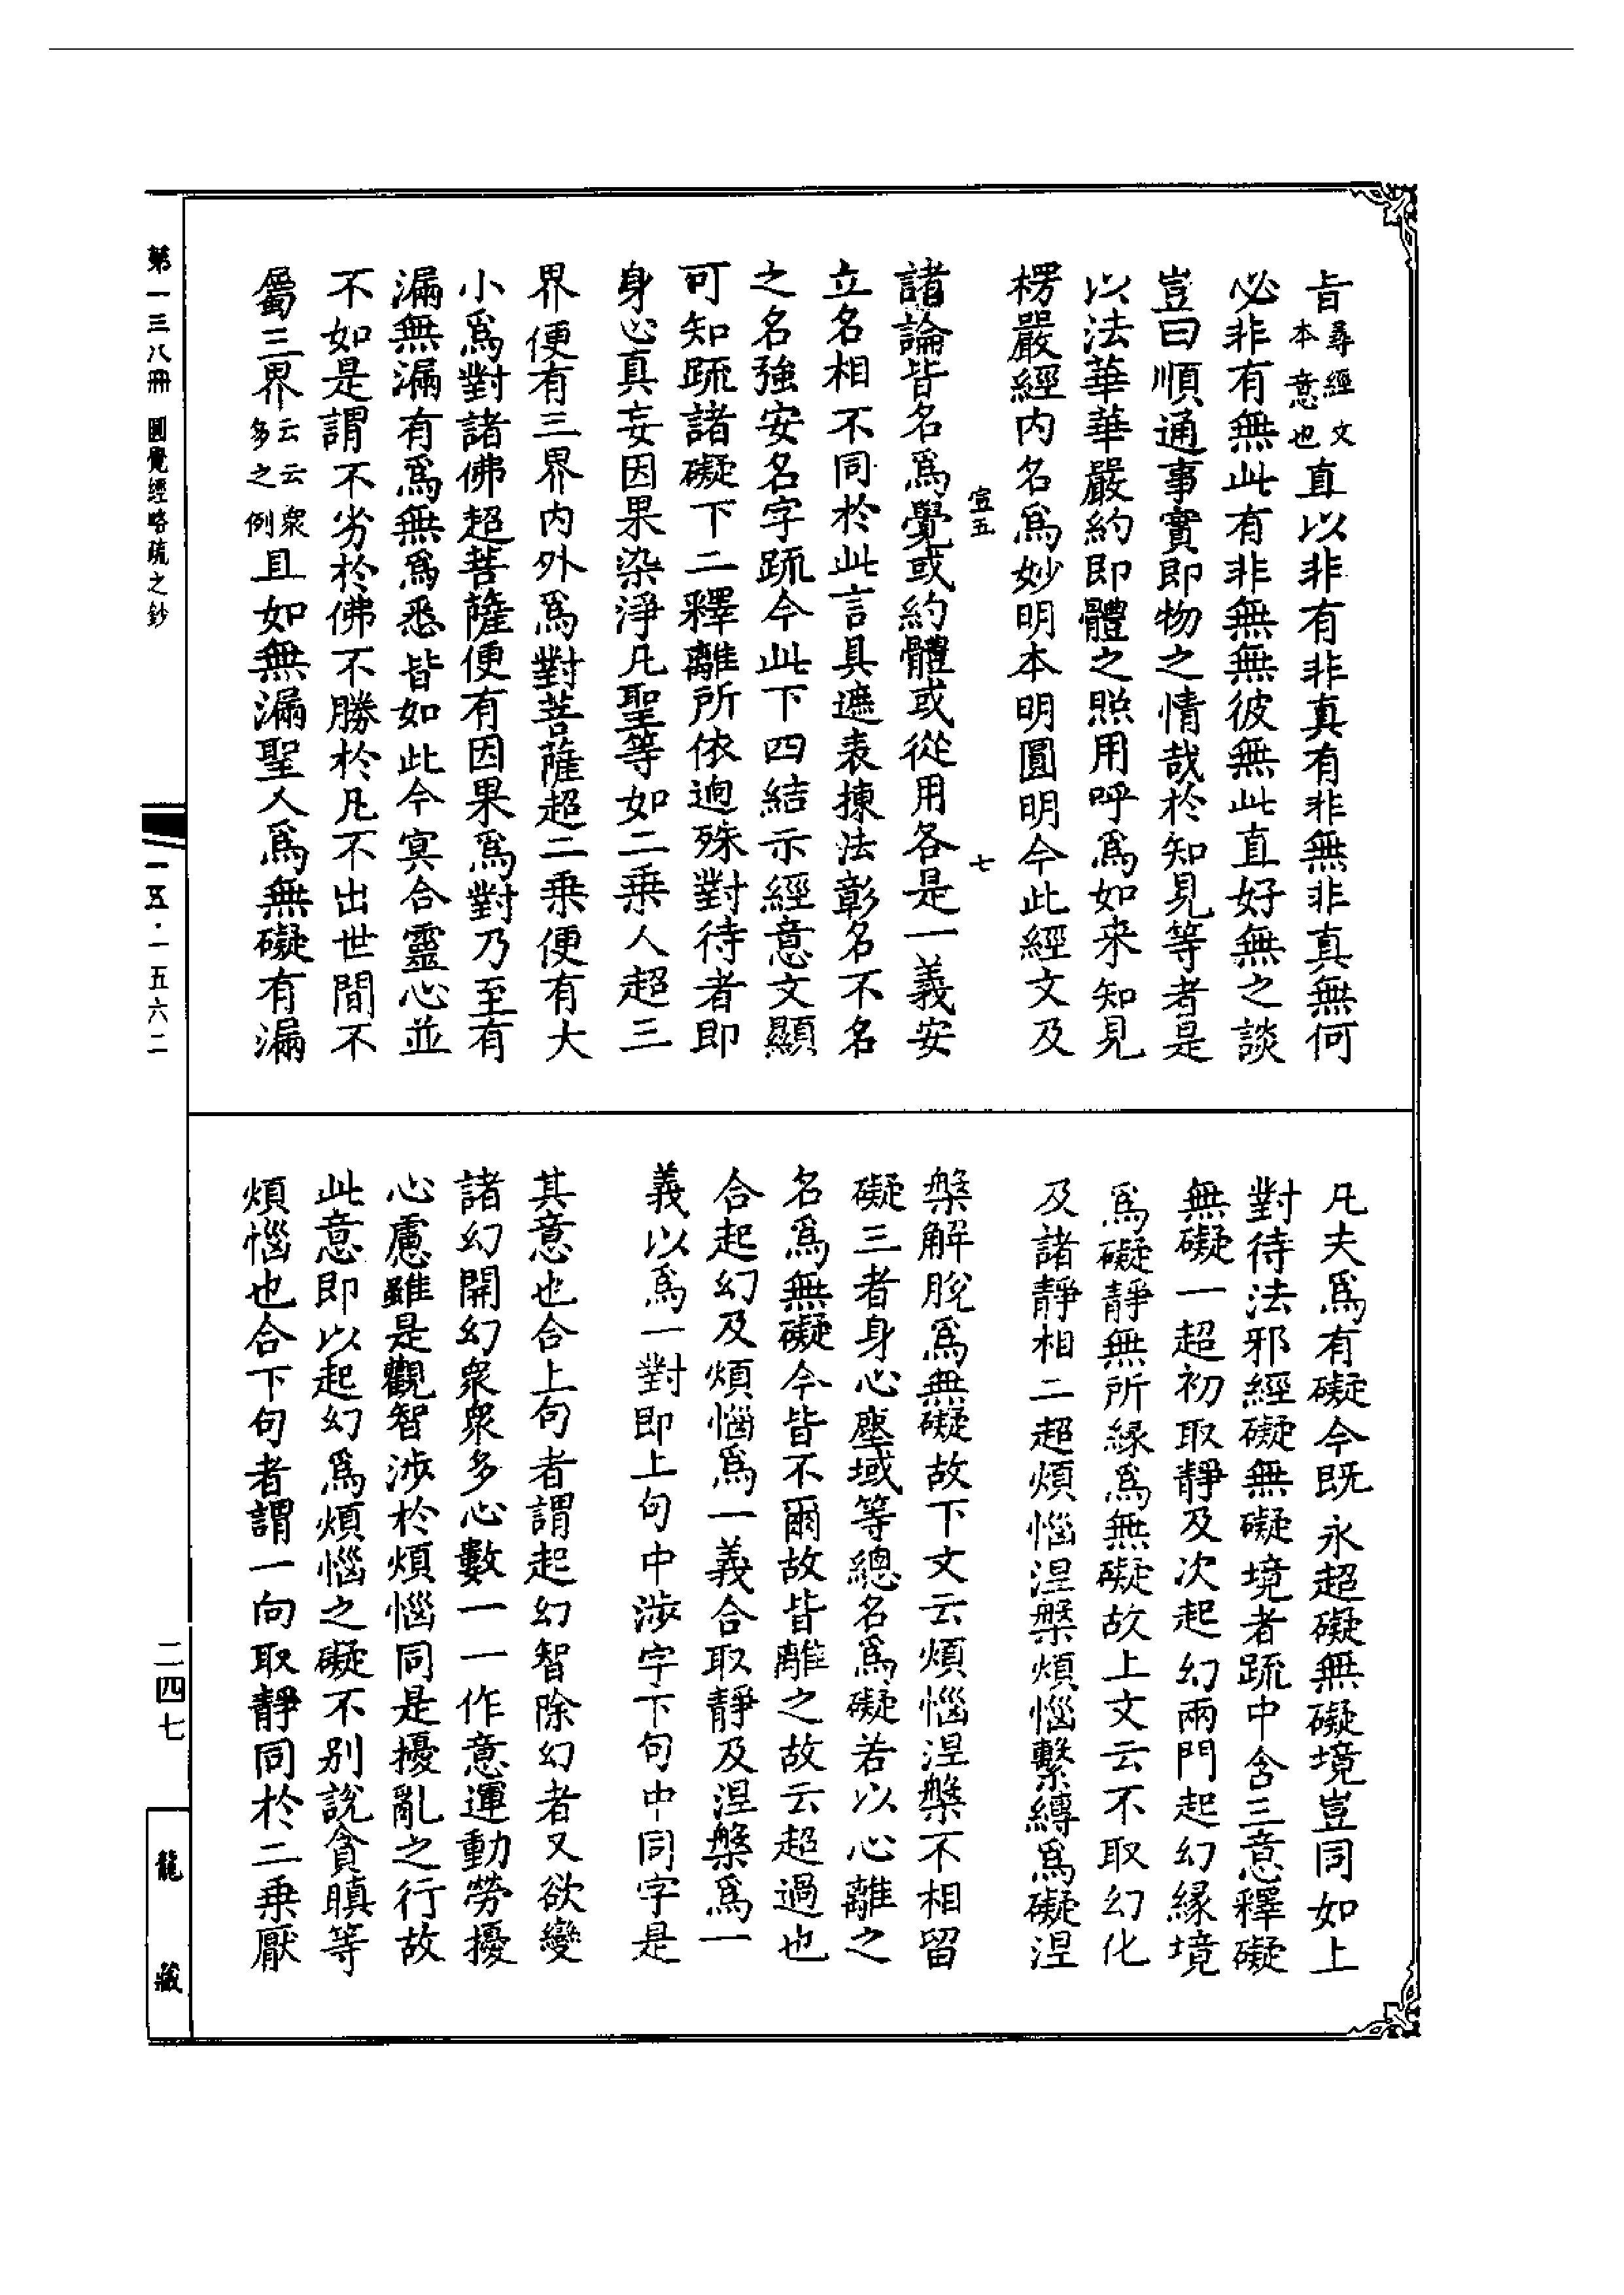 旨尋經文本意也直以非有非真有非無非真無何
必非有無此有非無無彼無此直好無之談
豈曰順通事實即物之情哉於知見等者是
以法華華嚴約即體之照用呼爲如来知見
楞嚴經内名爲妙明本明圓明今此經文及
宣五
七
諸論皆名爲覺或約體或從用各是一義安
立名相不同於此言具遮表揀法彰名不名
之名強安名字䟽今此下四結示經意文顯
可知䟽諸礙下二釋離所依逈殊對待者即
身心真妄因果染淨凡聖等如二乗人超三
界便有三界内外爲對菩薩超二乗便有大
小爲對諸佛超菩薩便有因果爲對乃至有
漏無漏有爲無爲悉皆如此今冥合靈心並
不如是謂不劣於佛不勝於凡不出世間不
屬三界云云衆多之例且如無漏聖人爲無礙有漏
凡夫爲有礙今既永超礙無礙境豈同如上
對待法邪經礙無礙境者䟽中含三意釋礙
無礙一超初取靜及次起幻兩門起幻緣境
爲礙靜無所緣爲無礙故上文云不取幻化
及諸靜相二超煩惱涅槃煩惱繫縛爲礙涅
槃解脫爲無礙故下文云煩惱涅槃不相留
礙三者身心塵域等總名爲礙若以心離之
名爲無礙今皆不爾故皆離之故云超過也
合起幻及煩惱爲一義合取靜及涅槃爲一
義以爲一對即上句中涉字下句中同字是
其意也合上句者謂起幻智除幻者又欲變
諸幻開幻衆衆多心數一一作意運動勞擾
心慮雖是觀智涉於煩惱同是擾亂之行故
此意即以起幻爲煩惱之礙不别説貪瞋等
煩惱也合下句者謂一向取靜同於二乗厭
第一三八冊 圓覺經略疏之鈔
一五·一五六二
二四七
龍藏